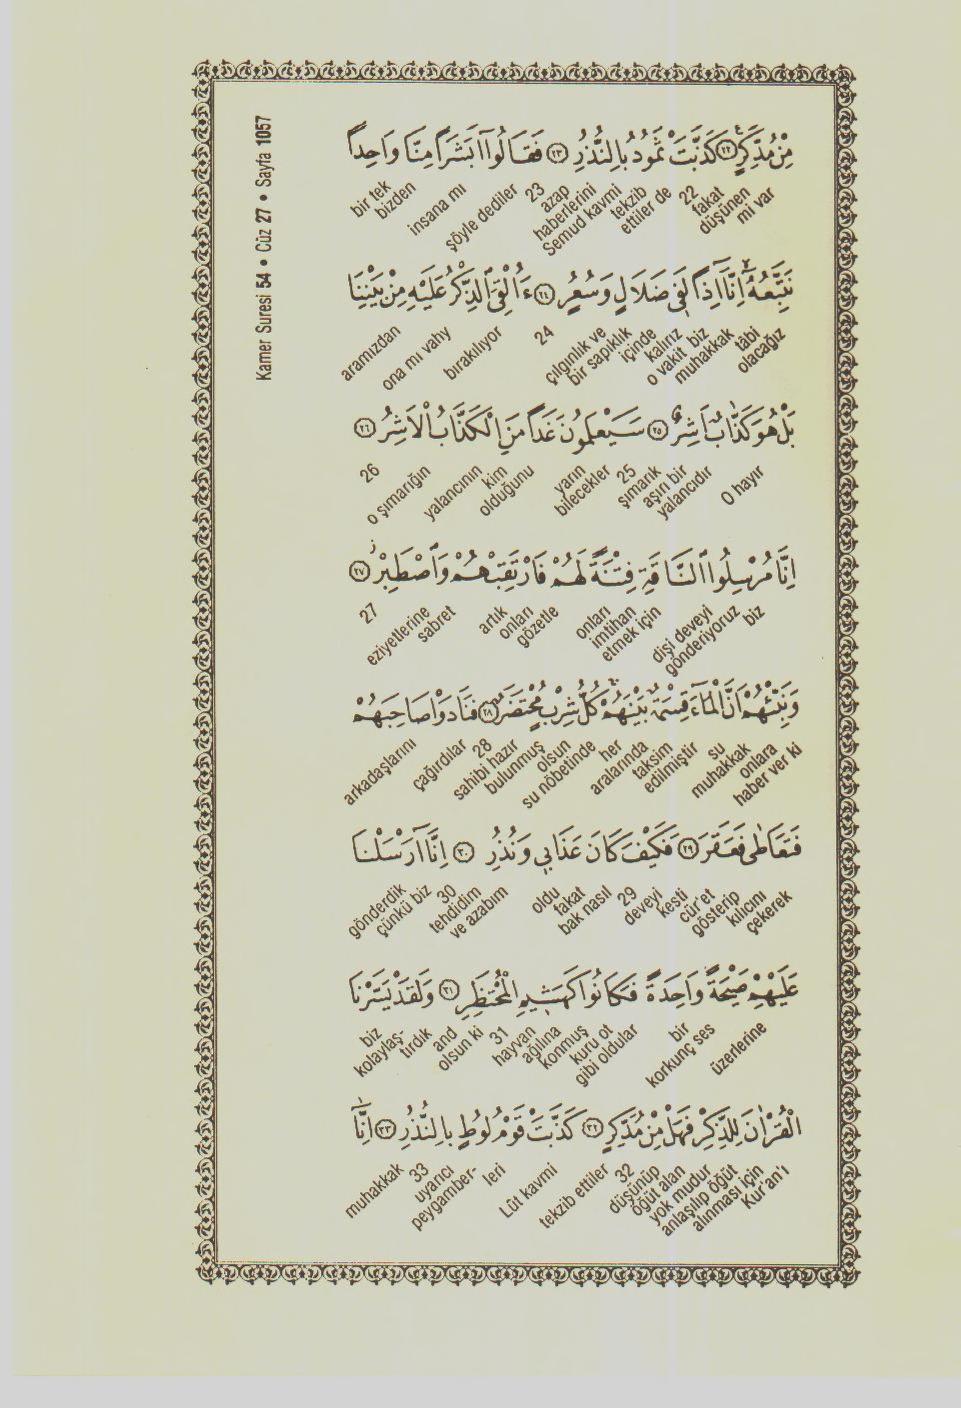 Kamer Suresi 54 • Cüz 27 • Sayfa 1057
مِنْ مُدَّكِرٍ ﴿٢٢﴾ كَذَّبَتْ ثَمُودُ بِالنُّذُرِ ﴿٢٣﴾ فَقَالُٓوا اَبَشَراً مِنَّا وَاحِداً
mi var düşünen fakat 22 ettiler de tekzib Semud kavmi haberlerini azap 23 şöyle dediler insana mı bizden bir tek
نَتَّبِعُهُٓ اِنَّٓا اِذاً لَفٖى ضَلَالٍ وَسُعُرٍ ﴿٢٤﴾ ءَاُلْقِىَ الذِّكْرُ عَلَيْهِ مِنْ بَيْنِنَا
olacağız tâbi muhakkak biz o vakit kalırız içinde bir sapıklık çılgınlık ve 24 bırakılıyor ona mı vahy aramızdan
بَلْ هُوَ كَذَّابٌ اَشِرٌ ﴿٢٥﴾ سَيَعْلَمُونَ غَداً مَنِ الْكَذَّابُ الْاَشِرُ ﴿٢٦﴾
O hayır yalancıdır aşırı bir şımarık 25 bilecekler yarın olduğunu kim yalancının o şımarığın 26
اِنَّا مُرْسِلُوا النَّاقَةِ فِتْنَةً لَهُمْ فَارْتَقِبْهُمْ وَاصْطَبِرْ ﴿٢٧﴾
biz gönderiyoruz dişi deveyi etmek için imtihan onları gözetle onları artık sabret eziyetlerine 27
وَنَبِّئْهُمْ اَنَّ الْمَٓاءَ قِسْمَةٌ بَيْنَهُمْ كُلُّ شِرْبٍ مُحْتَضَرٌ ﴿٢٨﴾ فَنَادَوْا صَاحِبَهُمْ
haber ver ki onlara muhakkak su edilmiştir taksim aralarında her su nöbetinde olsun bulunmuş sahibi hazır 28 çağırdılar arkadaşlarını
فَتَعَاطٰى فَعَقَرَ ﴿٢٩﴾ فَكَيْفَ كَانَ عَذَابٖى وَنُذُرِ ﴿٣٠﴾ اِنَّٓا اَرْسَلْنَا
çekerek kılıcını gösterip cür'et kesti deveyi 29 bak nasıl fakat oldu ve azabım tehdidim 30 çünkü biz gönderdik
عَلَيْهِمْ صَيْحَةً وَاحِدَةً فَكَانُوا كَهَشٖيمِ الْمُحْتَظِرِ ﴿٣١﴾ وَلَقَدْ يَسَّرْنَا
üzerlerine korkunç ses bir gibi oldular kuru ot konmuş ağılına hayvan 31 olsun ki and kolaylaş- tırdık biz
الْقُرْاٰنَ لِلذِّكْرِ فَهَلْ مِنْ مُدَّكِرٍ ﴿٣٢﴾ كَذَّبَتْ قَوْمُ لُوطٍ بِالنُّذُرِ ﴿٣٣﴾ اِنَّٓا
Kur'an'ı alınması için anlaşılıp öğüt yok mudur öğüt alan düşünüp 32 tekzib ettiler Lût kavmi peygamber- leri uyarıcı 33 muhakkak